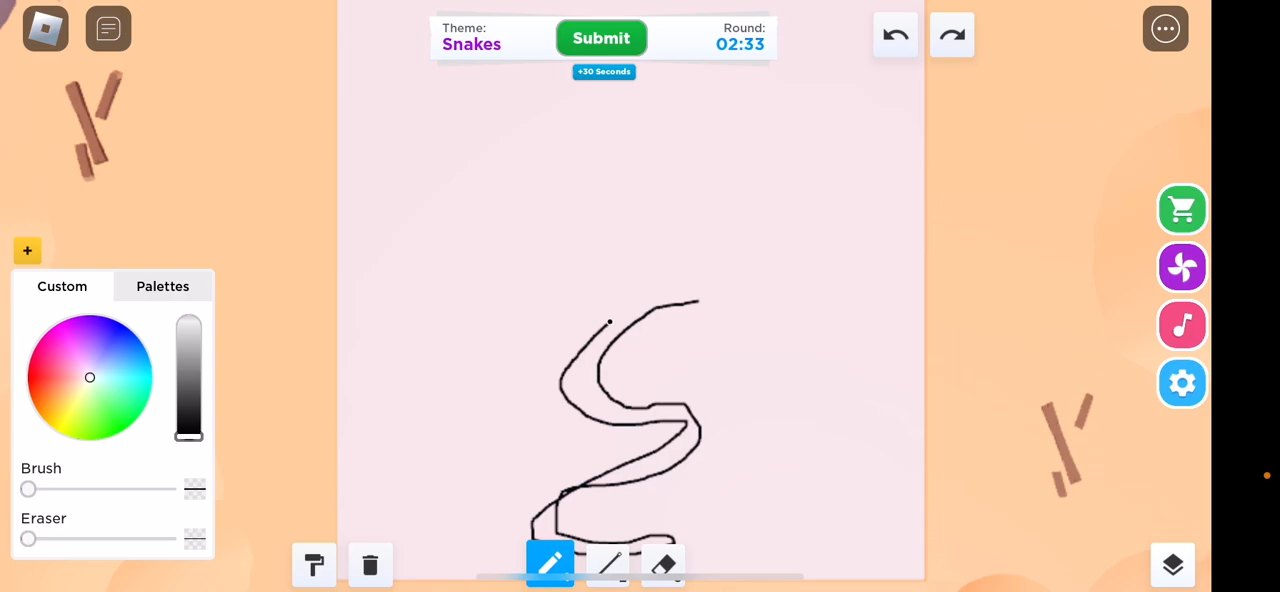 Theme:
Snakes
Submit
Round:
02:33
+30 Seconds
+
Custom
Palettes
Brush
Eraser